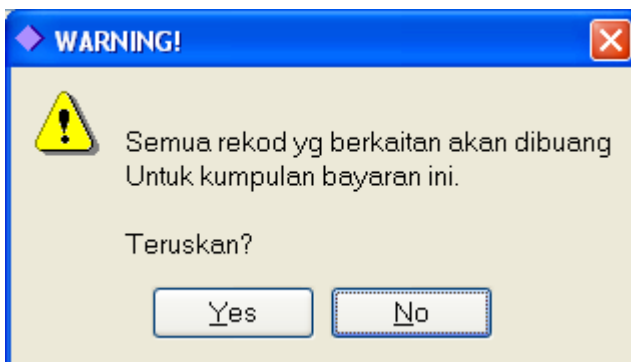 WARNING!
Semua rekod yg berkaitan akan dibuang
Untuk kumpulan bayaran ini.
Teruskan?
Yes
No